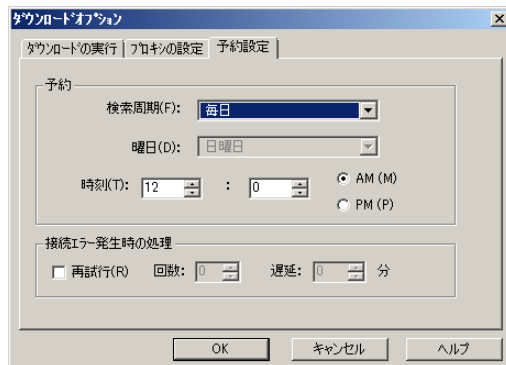 ダウンロードオプション
ダウンロードの実行 プロキシの設定 予約設定
予約
検索周期(F): 毎日
曜日(D): 日曜日
時刻(T): 12 : 0 AM (M)
PM (P)
接続エラー発生時の処理
再試行(R) 回数: 0 遅延: 0 分
OK キャンセル ヘルプ